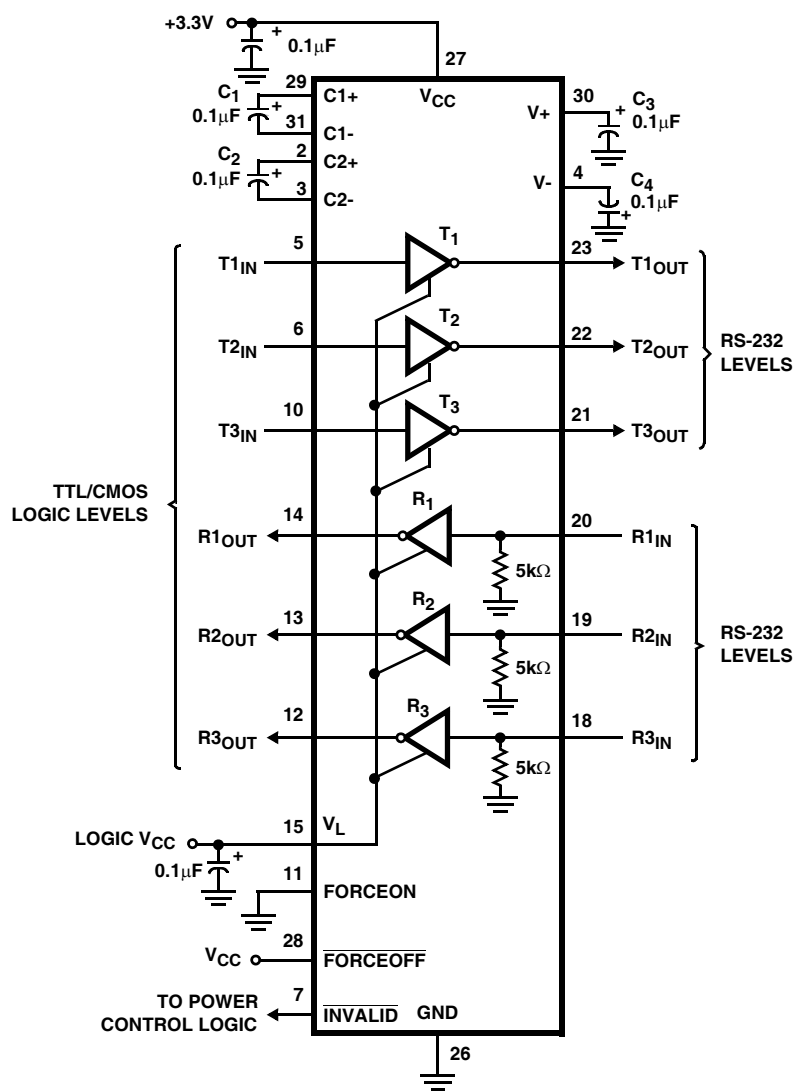 +3.3V
+
0.1μF
27
29
C1
0.1μF
+
C1+
VCC
30
V+
+
C3
0.1μF
31
C1-
2
C2
0.1μF
+
C2+
4
V-
C4
0.1μF
+
3
C2-
T1IN
5
T1
23
T1OUT
T2IN
6
T2
22
T2OUT
RS-232
LEVELS
T3IN
10
T3
21
T3OUT
TTL/CMOS
LOGIC LEVELS
R1OUT
14
R1
20
R1IN
5kΩ
R2OUT
13
R2
19
R2IN
RS-232
LEVELS
5kΩ
R3OUT
12
R3
18
R3IN
5kΩ
LOGIC VCC
15
VL
0.1μF
+
11
FORCEON
VCC
28
FORCEOFF
TO POWER
CONTROL LOGIC
7
INVALID
GND
26